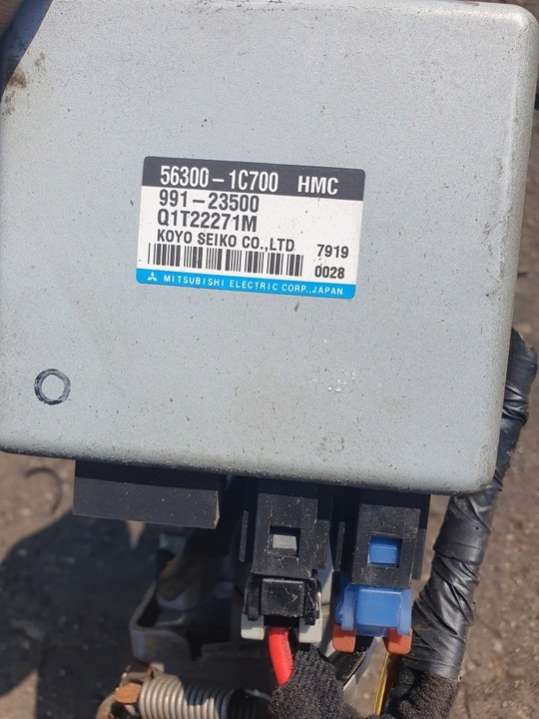 56300-1C700 HMC
991-23500
Q1T22271M
KOYO SEIKO CO.,LTD 7919
0028
MITSUBISHI ELECTRIC CORP.,JAPAN